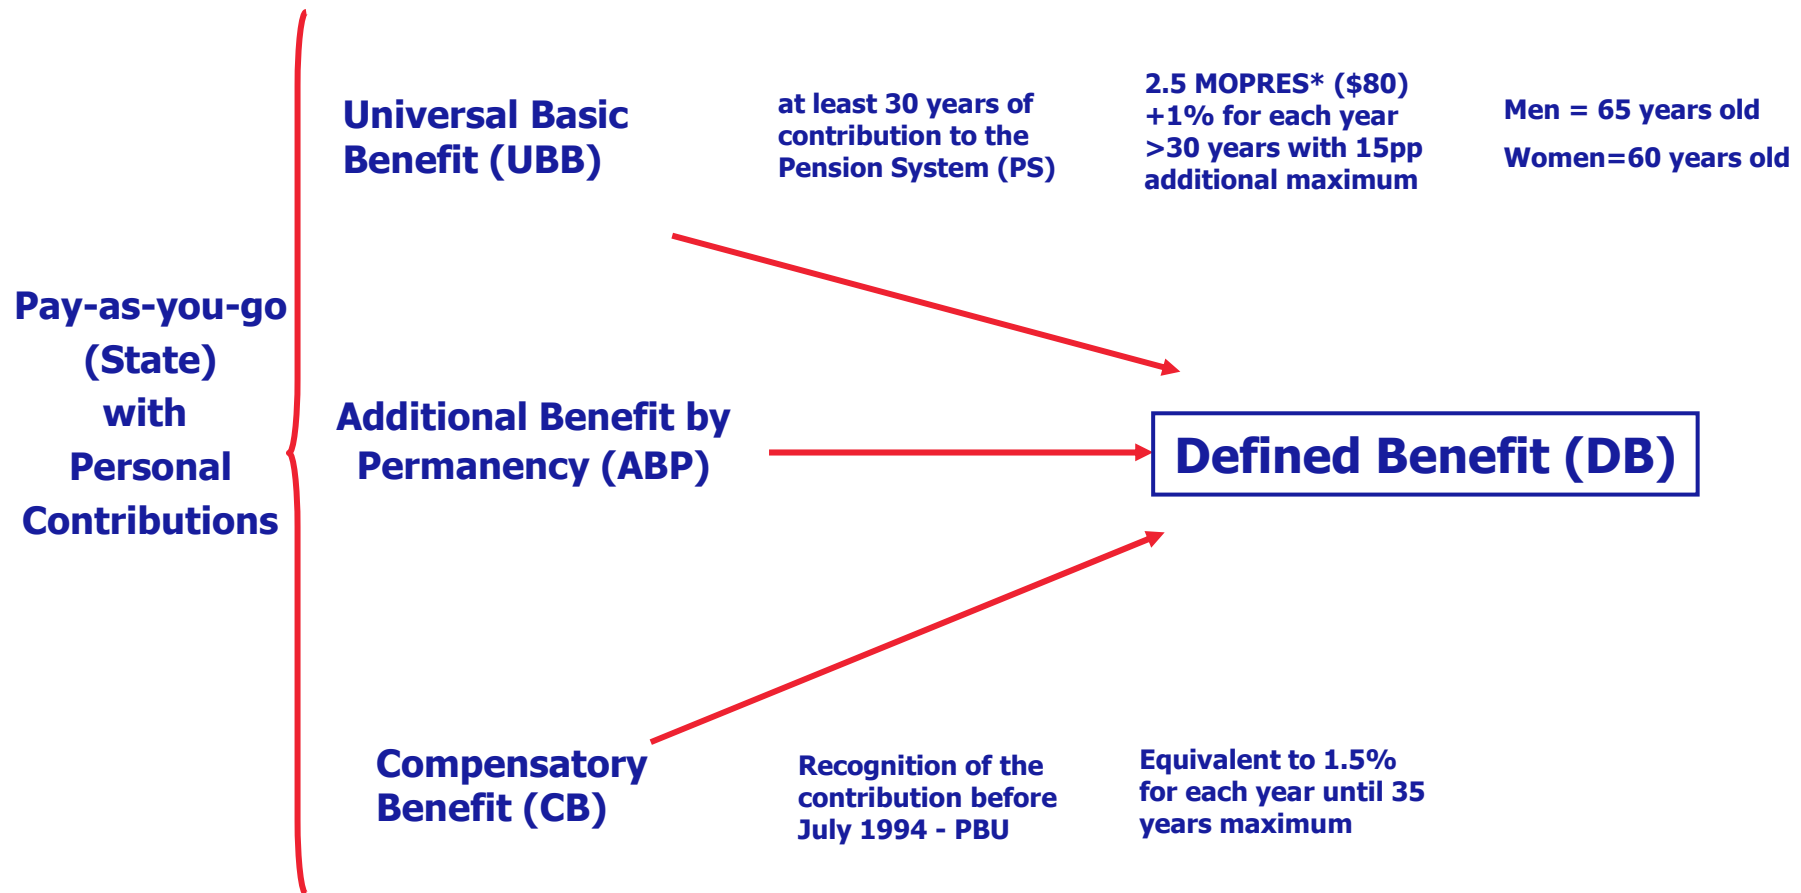 Pay-as-you-go
(State)
with
Personal
Contributions
Universal Basic
Benefit (UBB)
at least 30 years of
contribution to the
Pension System (PS)
2.5 MOPRES* ($80)
+1% for each year
>30 years with 15pp
additional maximum
Men = 65 years old
Women=60 years old
Additional Benefit by
Permanency (ABP)
Defined Benefit (DB)
Compensatory
Benefit (CB)
Recognition of the
contribution before
July 1994 - PBU
Equivalent to 1.5%
for each year until 35
years maximum